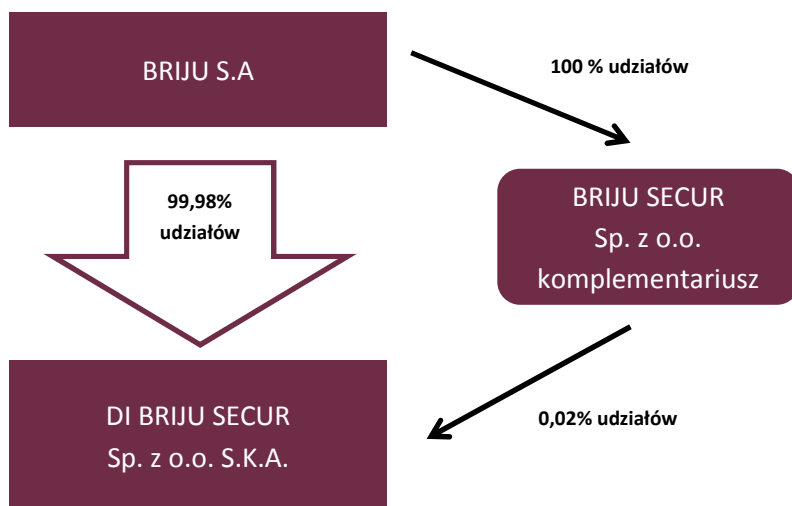 BRIJU S.A
100 % udziałów
99,98%
udziałów
BRIJU SECUR
Sp. z o.o.
komplementariusz
DI BRIJU SECUR
Sp. z o.o. S.K.A.
0,02% udziałów